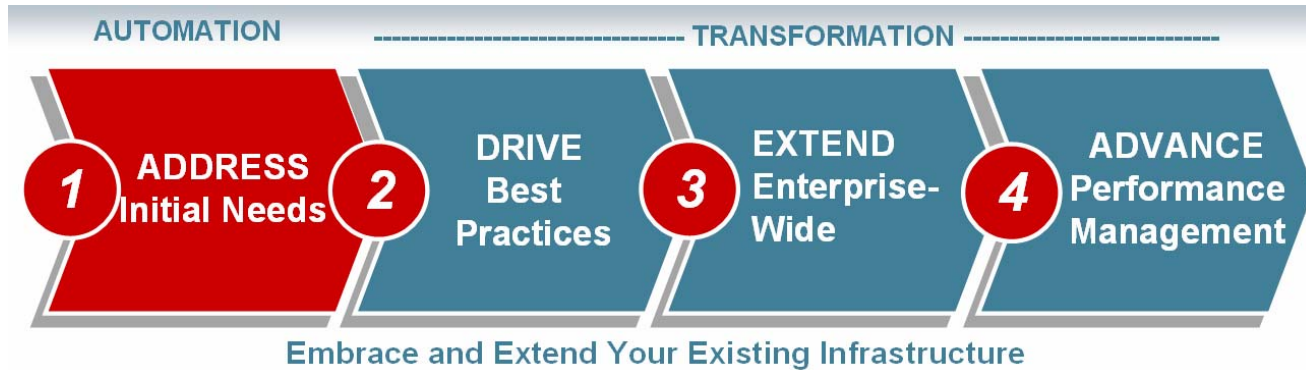 AUTOMATION
---------------------------------- TRANSFORMATION ----------------------------
1
ADDRESS
Initial Needs
2
DRIVE
Best
Practices
3
EXTEND
Enterprise-
Wide
4
ADVANCE
Performance
Management
Embrace and Extend Your Existing Infrastructure